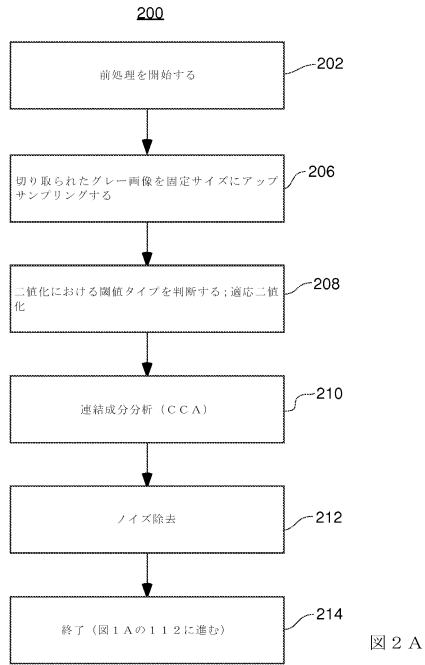 200
前処理を開始する
202
切り取られたグレー画像を固定サイズにアップ
サンプリングする
206
二値化における閾値タイプを判断する；適応二値
化
208
連結成分分析（ＣＣＡ）
210
ノイズ除去
212
終了（図１Ａの１１２に進む）
214
図２Ａ